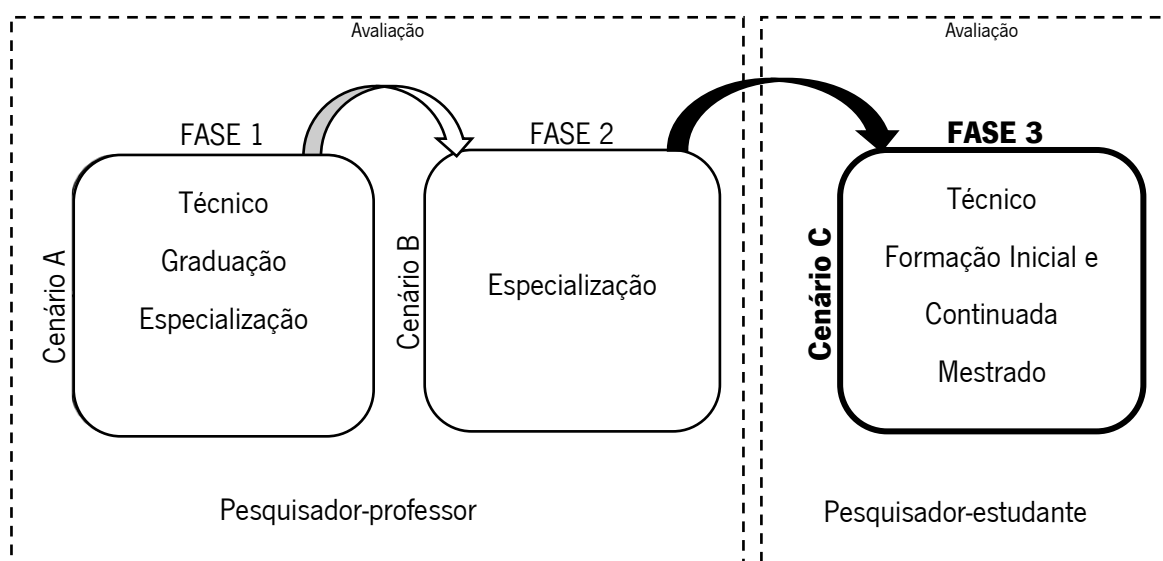 Avaliação
FASE 1
Cenário A
Técnico
Graduação
Especialização
FASE 2
Cenário B
Especialização
Pesquisador-professor
Avaliação
FASE 3
Cenário C
Técnico
Formação Inicial e
Continuada
Mestrado
Pesquisador-estudante